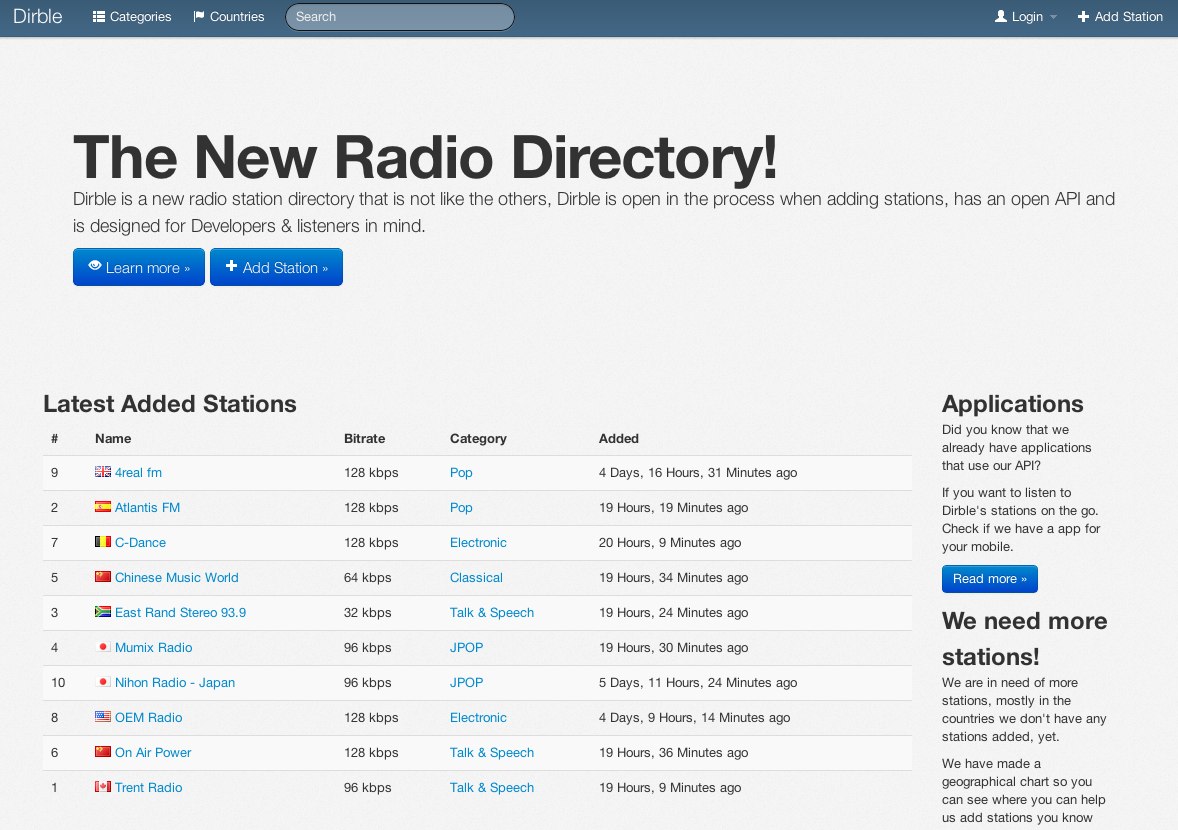 Dirble Categories Countries Search Login Add Station
The New Radio Directory!
Dirble is a new radio station directory that is not like the others, Dirble is open in the process when adding stations, has an open API and
is designed for Developers & listeners in mind.
Learn more » Add Station »
Latest Added Stations
# Name Bitrate Category Added
9 4real fm 128 kbps Pop 4 Days, 16 Hours, 31 Minutes ago
2 Atlantis FM 128 kbps Pop 19 Hours, 19 Minutes ago
7 C-Dance 128 kbps Electronic 20 Hours, 9 Minutes ago
5 Chinese Music World 64 kbps Classical 19 Hours, 34 Minutes ago
3 East Rand Stereo 93.9 32 kbps Talk & Speech 19 Hours, 24 Minutes ago
4 Mumix Radio 96 kbps JPOP 19 Hours, 30 Minutes ago
10 Nihon Radio - Japan 96 kbps JPOP 5 Days, 11 Hours, 24 Minutes ago
8 OEM Radio 128 kbps Electronic 4 Days, 9 Hours, 14 Minutes ago
6 On Air Power 128 kbps Talk & Speech 19 Hours, 36 Minutes ago
1 Trent Radio 96 kbps Talk & Speech 19 Hours, 9 Minutes ago
Applications
Did you know that we
already have applications
that use our API?
If you want to listen to
Dirble's stations on the go.
Check if we have a app for
your mobile.
Read more »
We need more
stations!
We are in need of more
stations, mostly in the
countries we don't have any
stations added, yet.
We have made a
geographical chart so you
can see where you can help
us add stations you know